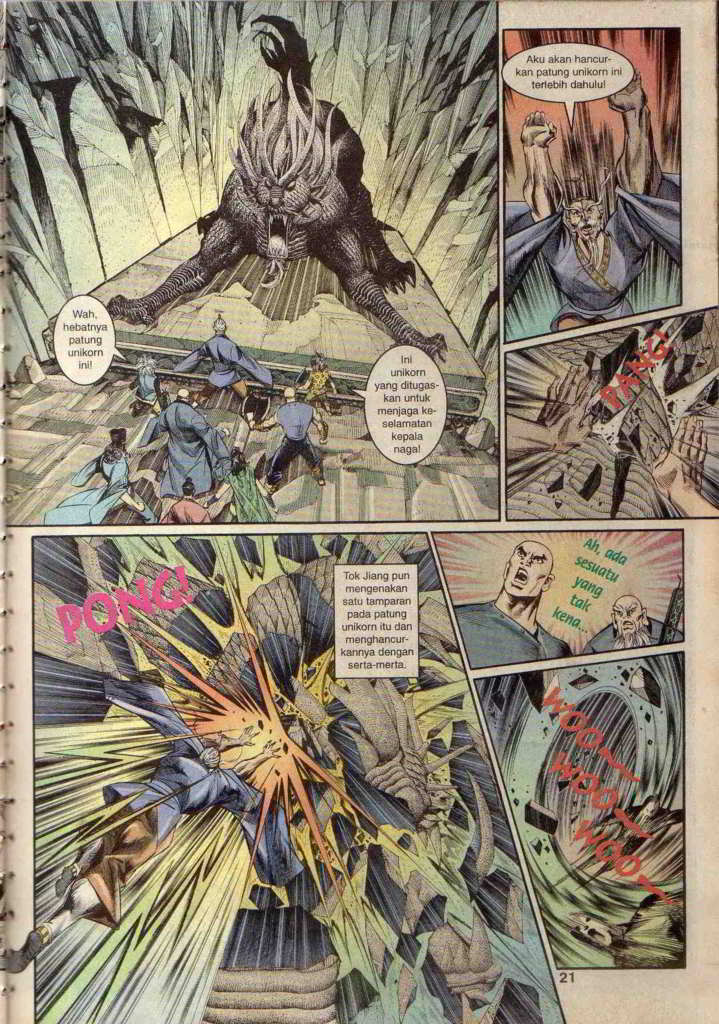 Wah,
hebatnya
patung
unikorn
ini!
Ini
unikorn
yang ditugas-
kan untuk
menjaga ke-
selamatan
kepala
naga!
Aku akan hancur-
kan patung unikorn ini
terlebih dahulu!
PANG!
PONG!
Tok Jiang pun
mengenakan
satu tamparan
pada patung
unikorn itu dan
menghancur-
kannya dengan
serta-merta.
Ah, ada
sesuatu
yang
tak
kena...
WOO~
WOO~
WOO~
21